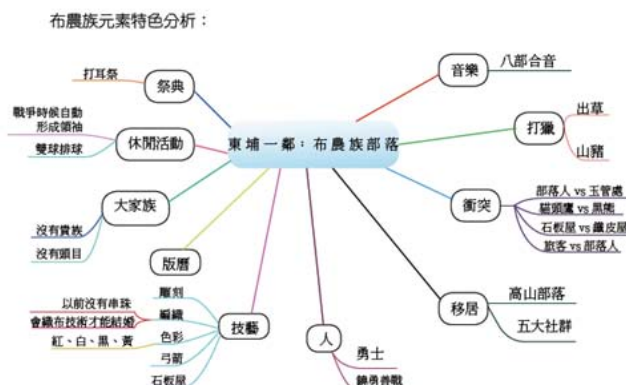 布農族元素特色分析：
東埔一鄰：布農族部落
音樂
八部合音
打獵
出草
山豬
衝突
部落人 vs 玉管處
貓頭鷹 vs 黑熊
石板屋 vs 鐵皮屋
旅客 vs 部落人
移居
高山部落
五大社群
人
勇士
饒勇善戰
技藝
雕刻
編織
以前沒有串珠
會織布技術才能結婚
色彩
紅、白、黑、黃
弓箭
石板屋
版曆
大家族
沒有貴族
沒有頭目
休閒活動
戰爭時候自動
形成領袖
雙球排球
祭典
打耳祭